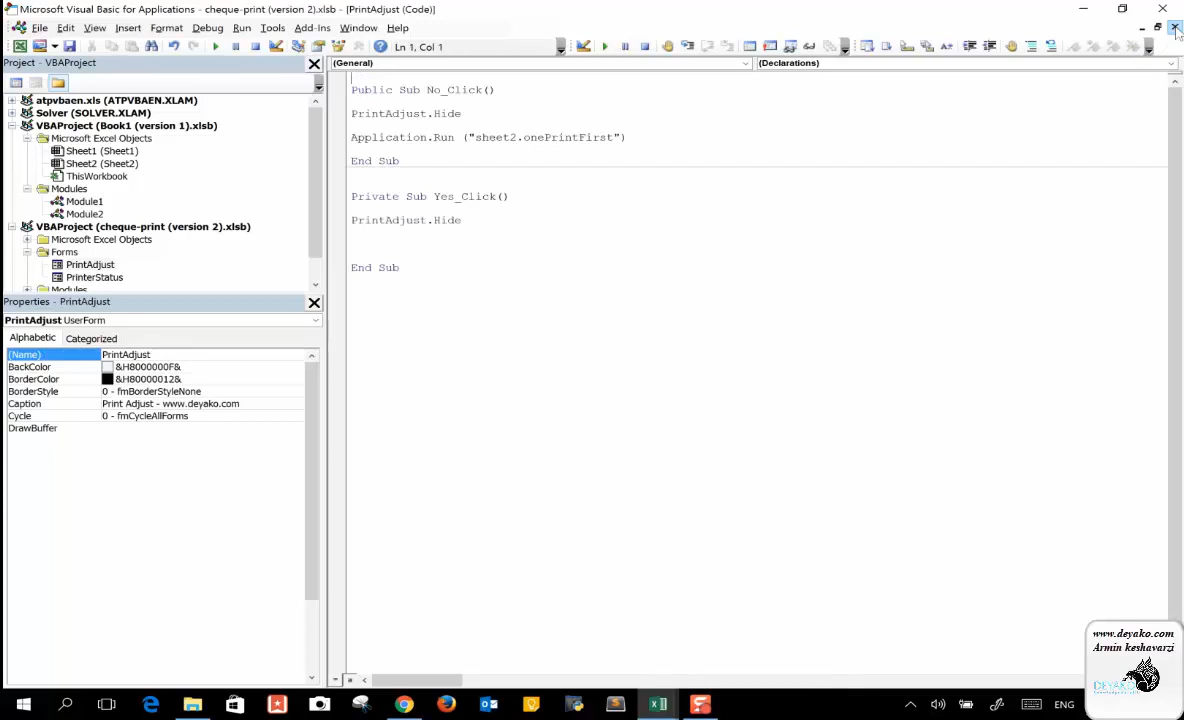 Microsoft Visual Basic for Applications - cheque-print (version 2).xlsb - [PrintAdjust (Code)]
File Edit View Insert Format Debug Run Tools Add-Ins Window Help
Ln 1, Col 1
Project - VBAProject
(General) (Declarations)
atpvbaen.xls (ATPVBAEN.XLAM)
Solver (SOLVER.XLAM)
VBAProject (Book1 (version 1).xlsb)
Microsoft Excel Objects
Sheet1 (Sheet1)
Sheet2 (Sheet2)
ThisWorkbook
Modules
Module1
Module2
VBAProject (cheque-print (version 2).xlsb)
Microsoft Excel Objects
Forms
PrintAdjust
PrinterStatus
Modules
Public Sub No_Click()
PrintAdjust.Hide
Application.Run ("sheet2.onePrintFirst")
End Sub
Private Sub Yes_Click()
PrintAdjust.Hide
End Sub
Properties - PrintAdjust
PrintAdjust UserForm
Alphabetic Categorized
(Name) PrintAdjust
BackColor &H8000000F&
BorderColor &H80000012&
BorderStyle 0 - fmBorderStyleNone
Caption Print Adjust - www.deyako.com
Cycle 0 - fmCycleAllForms
DrawBuffer
www.deyako.com
Armin keshavarzi
DEYAKO
ENG